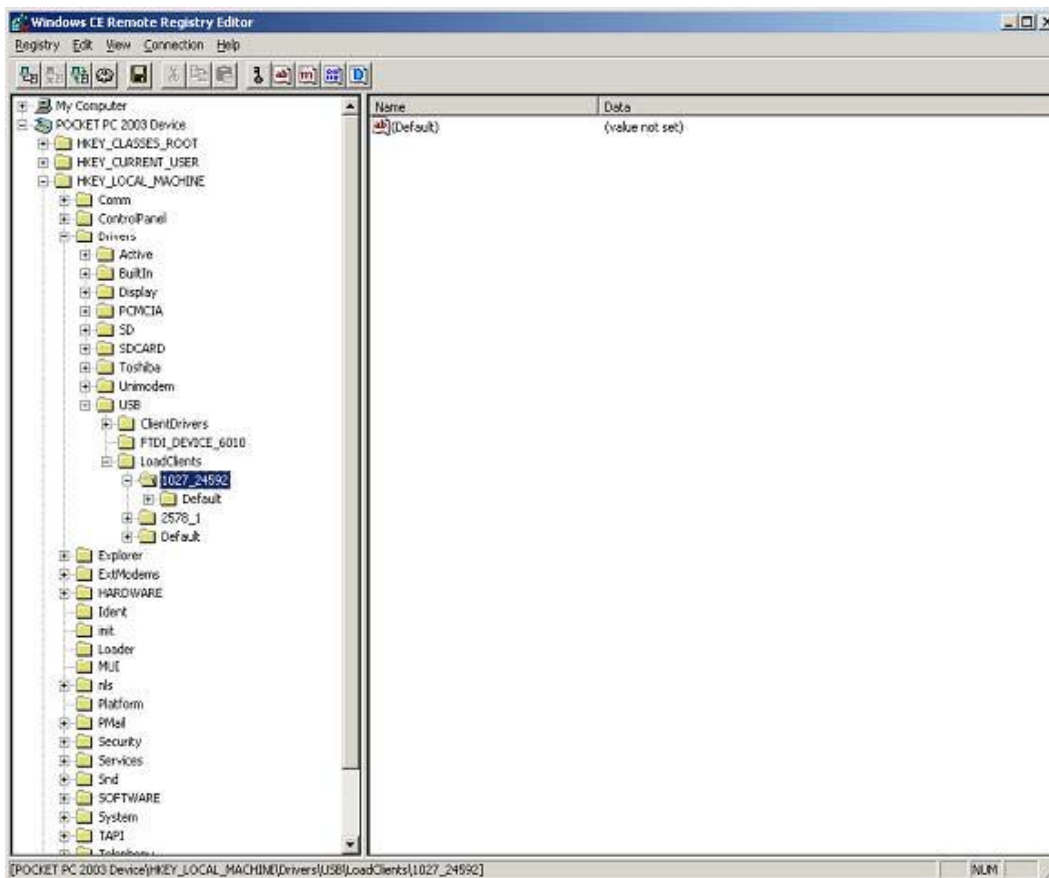 Windows CE Remote Registry Editor
Registry Edit View Connection Help
Name Data
My Computer
(Default) (value not set)
POCKET PC 2003 Device
HKEY_CLASSES_ROOT
HKEY_CURRENT_USER
HKEY_LOCAL_MACHINE
Comm
ControlPanel
Drivers
Active
BuiltIn
Display
PCMCIA
SD
SDCARD
Toshiba
Unimodem
USB
ClientDrivers
FTDI_DEVICE_6010
LoadClients
1027_24592
Default
2578_1
Default
Explorer
ExtModems
HARDWARE
Ident
init
Loader
MUI
nls
Platform
PMail
Security
Services
Snd
SOFTWARE
System
TAPI
[POCKET PC 2003 Device\HKEY_LOCAL_MACHINE\Drivers\USB\LoadClients\1027_24592] NUM